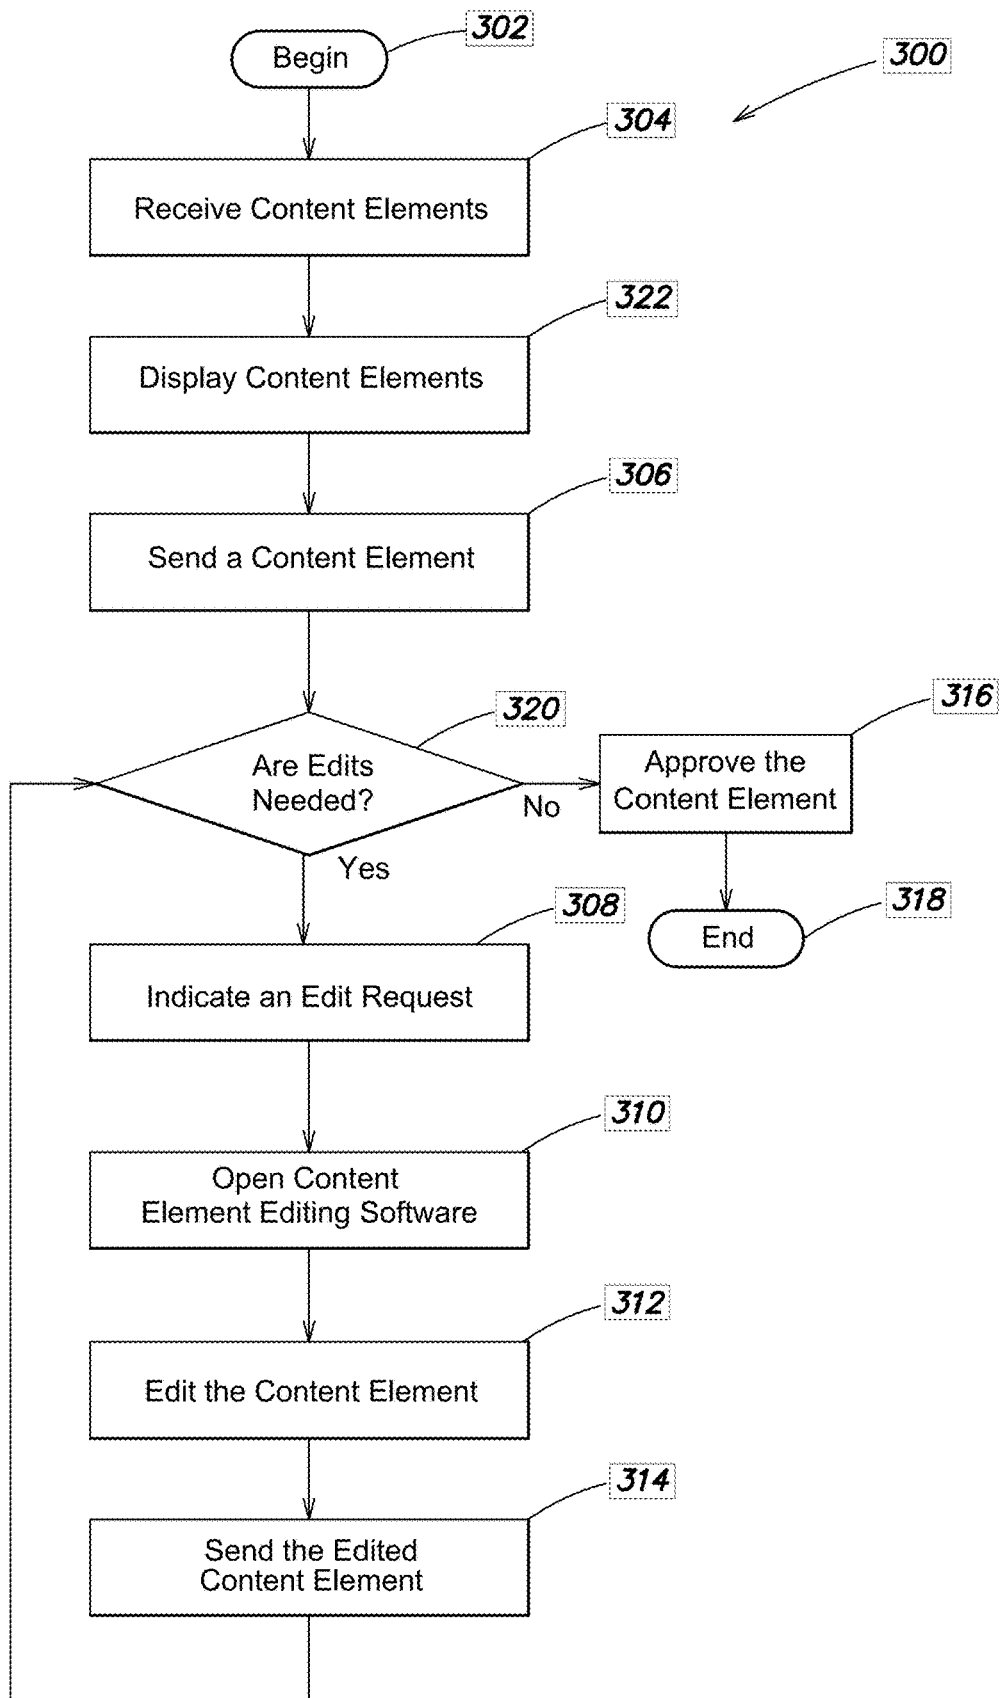 302
Begin
300
304
Receive Content Elements
322
Display Content Elements
306
Send a Content Element
320
Are Edits
Needed?
No
Yes
316
Approve the
Content Element
318
End
308
Indicate an Edit Request
310
Open Content
Element Editing Software
312
Edit the Content Element
314
Send the Edited
Content Element